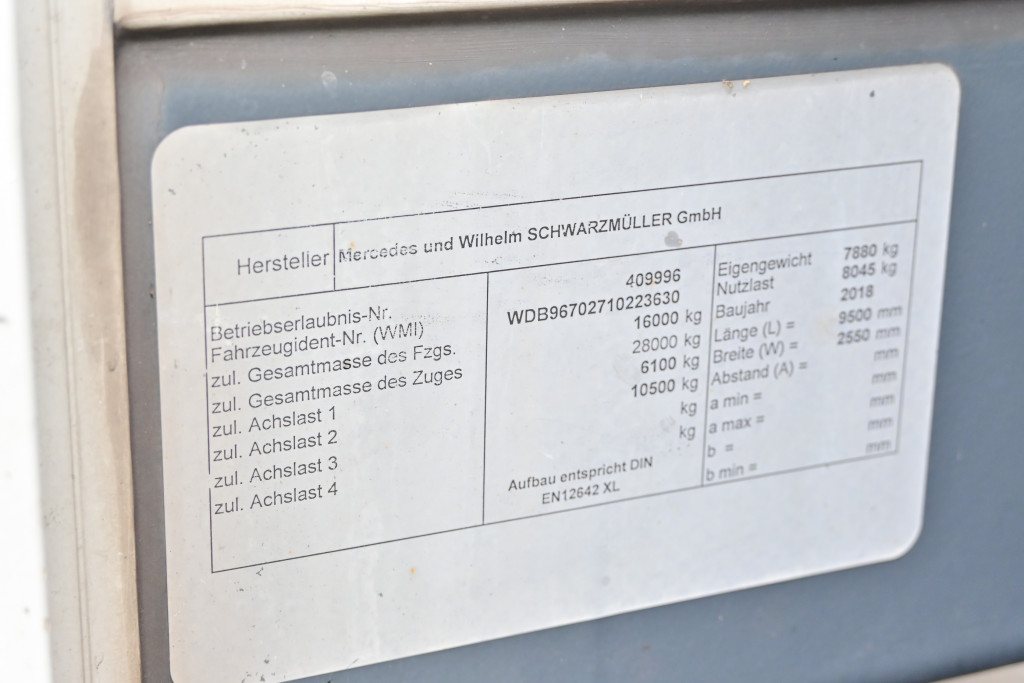 Hersteller Mercedes und Wilhelm SCHWARZMÜLLER GmbH
Betriebserlaubnis-Nr. 409996
Fahrzeugident-Nr. (WMI) WDB96702710223630
zul. Gesamtmasse des Fzgs. 16000 kg
zul. Gesamtmasse des Zuges 28000 kg
zul. Achslast 1 6100 kg
zul. Achslast 2 10500 kg
zul. Achslast 3 kg
zul. Achslast 4 kg
Aufbau entspricht DIN
EN12642 XL
Eigengewicht 7880 kg
Nutzlast 8045 kg
Baujahr 2018
Länge (L) = 9500 mm
Breite (W) = 2550 mm
Abstand (A) = mm
a min = mm
a max = mm
b = mm
b min = mm